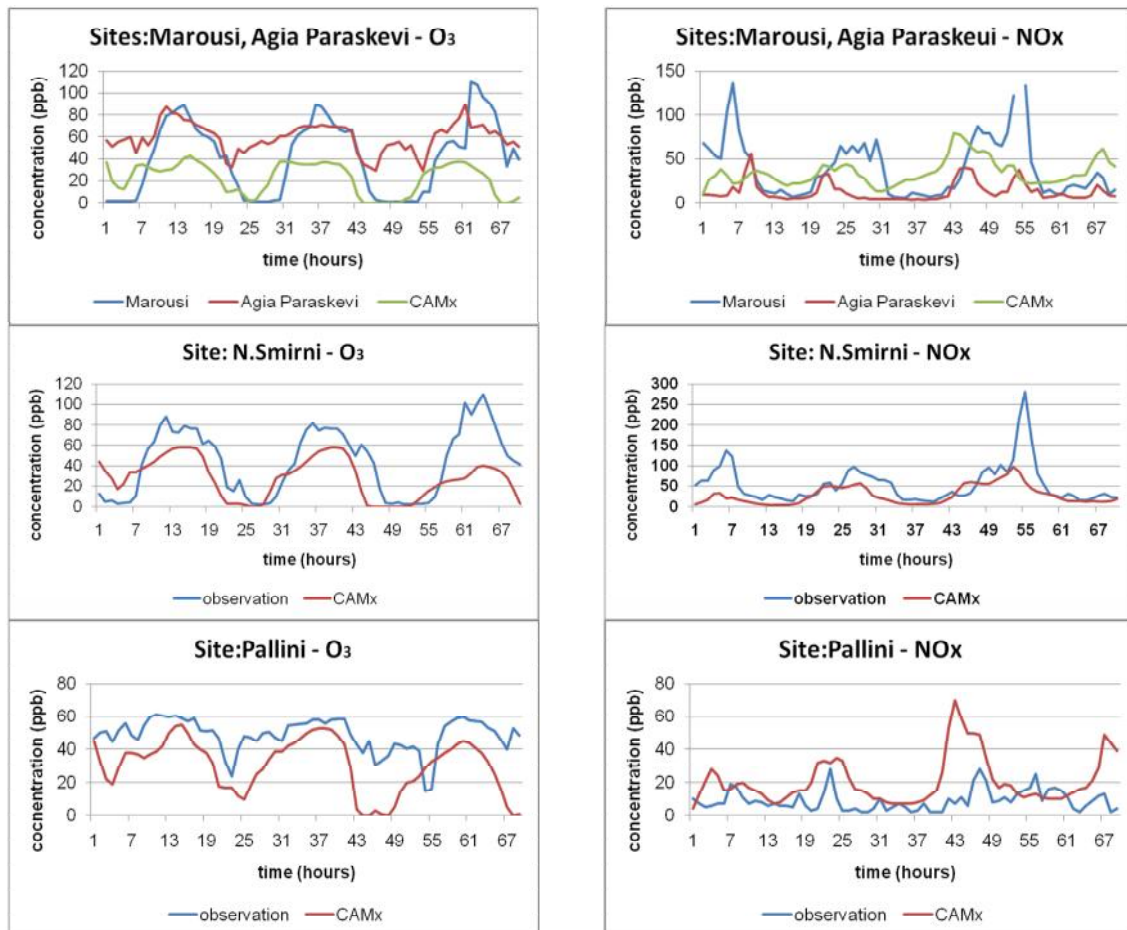 Sites:Marousi, Agia Paraskevi - O3
concentration (ppb)
120
100
80
60
40
20
0
1 7 13 19 25 31 37 43 49 55 61 67
time (hours)
Marousi Agia Paraskevi CAMx
Sites:Marousi, Agia Paraskeui - NOx
concentration (ppb)
150
100
50
0
1 7 13 19 25 31 37 43 49 55 61 67
time (hours)
Marousi Agia Paraskevi CAMx
Site: N.Smirni - O3
concentration (ppb)
120
100
80
60
40
20
0
1 7 13 19 25 31 37 43 49 55 61 67
time (hours)
observation CAMx
Site: N.Smirni - NOx
concentration (ppb)
300
250
200
150
100
50
0
1 7 13 19 25 31 37 43 49 55 61 67
time (hours)
observation CAMx
Site:Pallini - O3
cocnentration (ppb)
80
60
40
20
0
1 7 13 19 25 31 37 43 49 55 61 67
time (hours)
observation CAMx
Site:Pallini - NOx
concentration (ppb)
80
60
40
20
0
1 7 13 19 25 31 37 43 49 55 61 67
time (hours)
observation CAMx